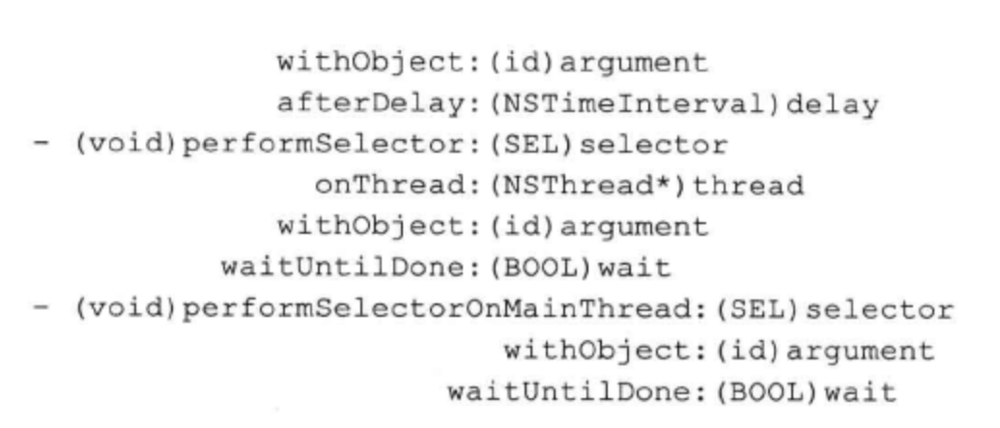 withObject:(id)argument
afterDelay:(NSTimeInterval)delay
- (void)performSelector:(SEL)selector
onThread:(NSThread*)thread
withObject:(id)argument
waitUntilDone:(BOOL)wait
- (void)performSelectorOnMainThread:(SEL)selector
withObject:(id)argument
waitUntilDone:(BOOL)wait